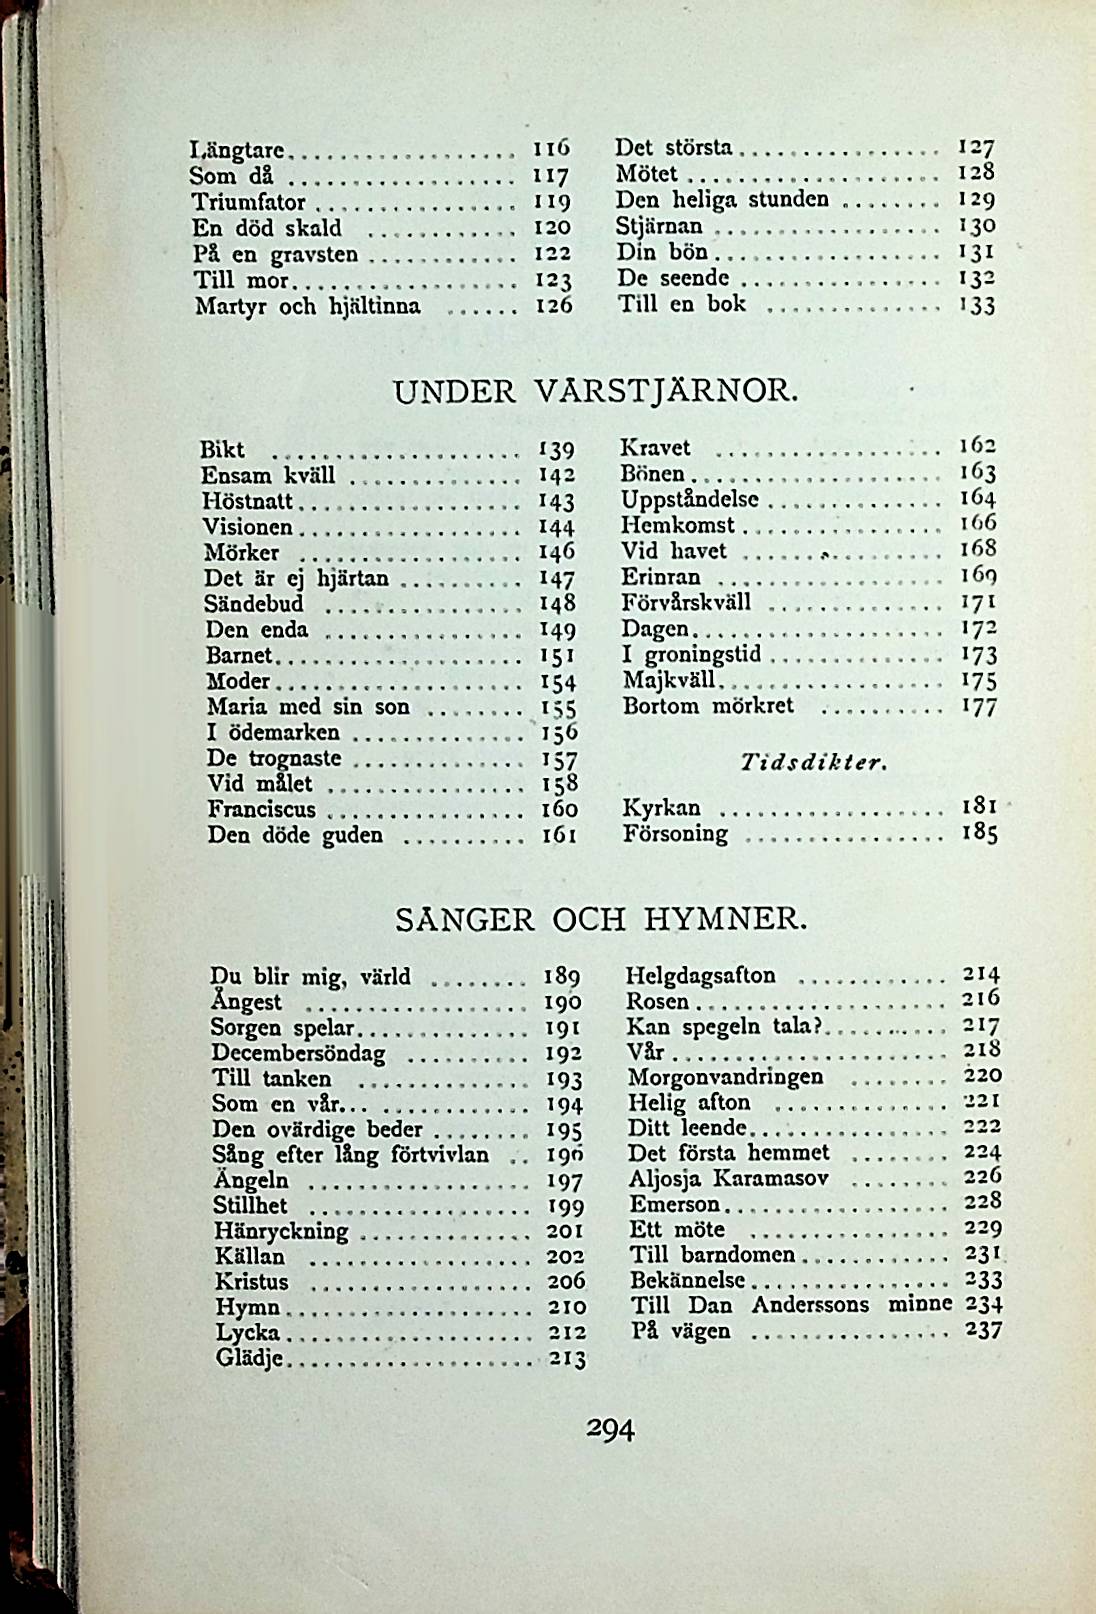 Längtare. . . . . . . . . . . . . . . . . . 116
Som då . . . . . . . . . . . . . . . . . . 117
Triumfator . . . . . . . . . . . . . . . . 119
En död skald . . . . . . . . . . . . 120
På en gravsten . . . . . . . . . . . . 122
Till mor. . . . . . . . . . . . . . . . . . 123
Martyr och hjältinna . . . . . . 126
Det största . . . . . . . . . . . . . . . . 127
Mötet . . . . . . . . . . . . . . . . . . . . 128
Den heliga stunden . . . . . . . . 129
Stjärnan . . . . . . . . . . . . . . . . . . 130
Din bön . . . . . . . . . . . . . . . . . . 131
De seende . . . . . . . . . . . . . . . . 132
Till en bok . . . . . . . . . . . . . . 133
UNDER VÅRSTJÄRNOR.
Bikt . . . . . . . . . . . . . . . . . . . . 139
Ensam kväll . . . . . . . . . . . . . . 142
Höstnatt. . . . . . . . . . . . . . . . . . 143
Visionen . . . . . . . . . . . . . . . . . . 144
Mörker . . . . . . . . . . . . . . . . . . 146
Det är ej hjärtan . . . . . . . . . . 147
Sändebud . . . . . . . . . . . . . . . . 148
Den enda . . . . . . . . . . . . . . . . 149
Barnet. . . . . . . . . . . . . . . . . . . . 151
Moder . . . . . . . . . . . . . . . . . . . . 154
Maria med sin son . . . . . . . . 155
I ödemarken . . . . . . . . . . . . . . 156
De trognaste . . . . . . . . . . . . . . 157
Vid målet . . . . . . . . . . . . . . . . 158
Franciscus . . . . . . . . . . . . . . . . 160
Den döde guden . . . . . . . . . . 161
Kravet . . . . . . . . . . . . . . . . . . 162
Bönen . . . . . . . . . . . . . . . . . . . . 163
Uppståndelse . . . . . . . . . . . . . . 164
Hemkomst . . . . . . . . . . . . . . . . 166
Vid havet . . . . . . . . . . . . . . . . 168
Erinran . . . . . . . . . . . . . . . . . . 169
Förvårskväll . . . . . . . . . . . . . . 171
Dagen. . . . . . . . . . . . . . . . . . . . 172
I groningstid . . . . . . . . . . . . . . 173
Majkväll. . . . . . . . . . . . . . . . . . 175
Bortom mörkret . . . . . . . . . . 177
Tidsdikter.
Kyrkan . . . . . . . . . . . . . . . . . . 181
Försoning . . . . . . . . . . . . . . . . 185
SÅNGER OCH HYMNER.
Du blir mig, värld . . . . . . . . 189
Ångest . . . . . . . . . . . . . . . . . . 190
Sorgen spelar. . . . . . . . . . . . . . 191
Decembersöndag . . . . . . . . . . 192
Till tanken . . . . . . . . . . . . . . 193
Som en vår... . . . . . . . . . . . . 194
Den ovärdige beder . . . . . . . . 195
Sång efter lång förtvivlan . . 196
Ängeln . . . . . . . . . . . . . . . . . . 197
Stillhet . . . . . . . . . . . . . . . . . . 199
Hänryckning . . . . . . . . . . . . . . 201
Källan . . . . . . . . . . . . . . . . . . 202
Kristus . . . . . . . . . . . . . . . . . . 206
Hymn . . . . . . . . . . . . . . . . . . . . 210
Lycka . . . . . . . . . . . . . . . . . . . . 212
Glädje . . . . . . . . . . . . . . . . . . . . 213
Helgdagsafton . . . . . . . . . . . . 214
Rosen . . . . . . . . . . . . . . . . . . . . 216
Kan spegeln tala?. . . . . . . . . . 217
Vår . . . . . . . . . . . . . . . . . . . . . . 218
Morgonvandringen . . . . . . . . 220
Helig afton . . . . . . . . . . . . . . 221
Ditt leende. . . . . . . . . . . . . . . . 222
Det första hemmet . . . . . . . . 224
Aljosja Karamasov . . . . . . . . 226
Emerson. . . . . . . . . . . . . . . . . . 228
Ett möte . . . . . . . . . . . . . . . . 229
Till barndomen . . . . . . . . . . . . 231
Bekännelse . . . . . . . . . . . . . . . . 233
Till Dan Anderssons minne 234
På vägen . . . . . . . . . . . . . . . . 237
294